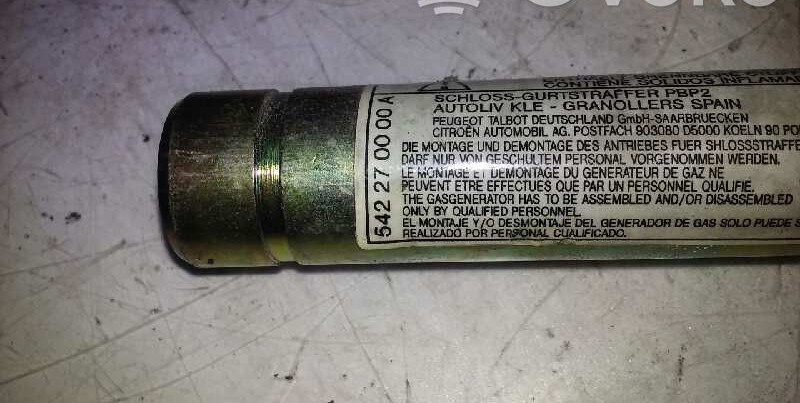 CONTIENE SOLIDOS INFLAMA
SCHLOSS-GURTSTRAFFER PBP2
AUTOLIV KLE - GRANOLLERS SPAIN
PEUGEOT TALBOT DEUTSCHLAND GmbH-SAARBRUECKEN
CITROËN AUTOMOBIL AG. POSTFACH 903080 D5000 KOELN 90 PO
DIE MONTAGE UND DEMONTAGE DES ANTRIEBES FUER SHLOSSSTRAFFE
DARF NUR VON GESCHULTEM PERSONAL VORGENOMMEN WERDEN.
LE MONTAGE ET DEMONTAGE DU GENERATEUR DE GAZ NE
PEUVENT ETRE EFFECTUES QUE PAR UN PERSONNEL QUALIFIE.
THE GASGENERATOR HAS TO BE ASSEMBLED AND/OR DISASSEMBLED
ONLY BY QUALIFIED PERSONNEL.
EL MONTAJE Y/O DESMONTAJE DEL GENERADOR DE GAS SOLO PUEDE S
REALIZADO POR PERSONAL CUALIFICADO.
542 27 00 00 A